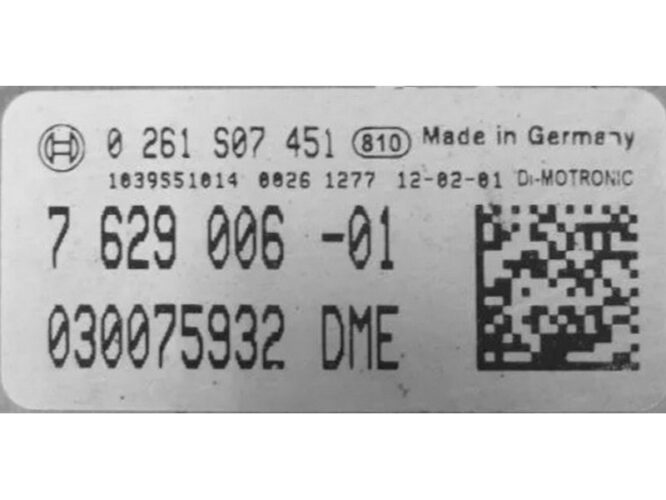 0 261 S07 451 810 Made in Germany
1039S51014 0026 1277 12-02-01 DI-MOTRONIC
7 629 006 -01
030075932 DME